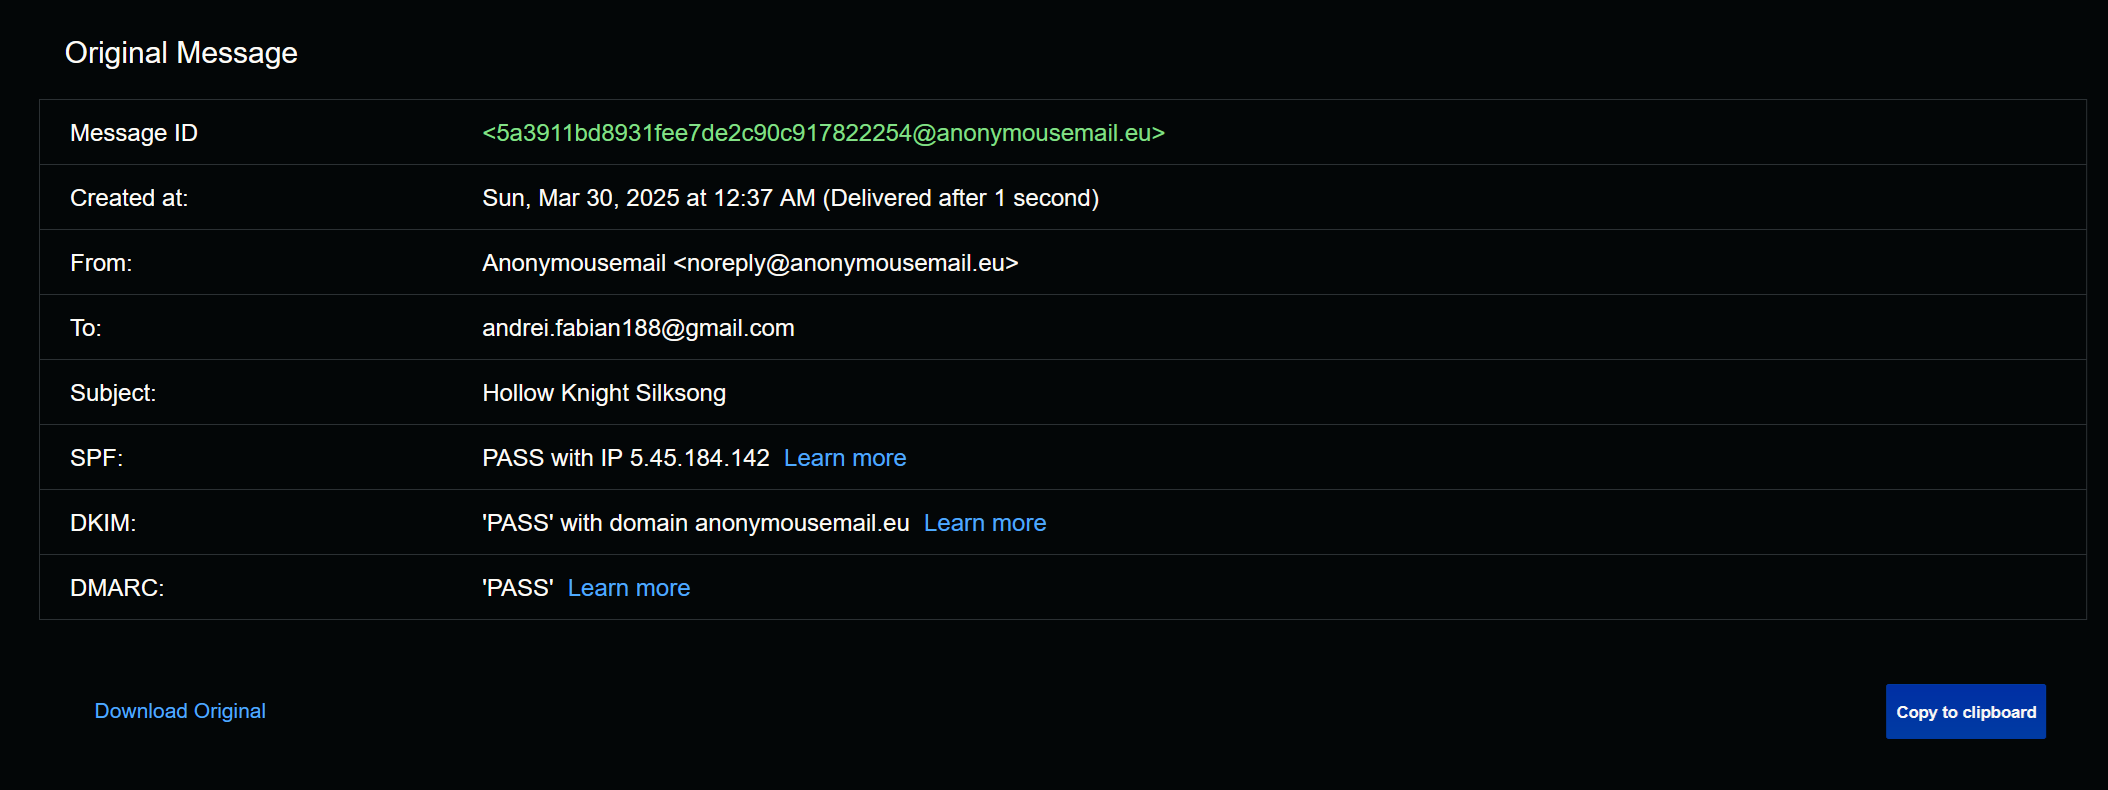 Original Message
Message ID <5a3911bd8931fee7de2c90c917822254@anonymousemail.eu>
Created at: Sun, Mar 30, 2025 at 12:37 AM (Delivered after 1 second)
From: Anonymousemail <noreply@anonymousemail.eu>
To: andrei.fabian188@gmail.com
Subject: Hollow Knight Silksong
SPF: PASS with IP 5.45.184.142 Learn more
DKIM: 'PASS' with domain anonymousemail.eu Learn more
DMARC: 'PASS' Learn more
Download Original Copy to clipboard